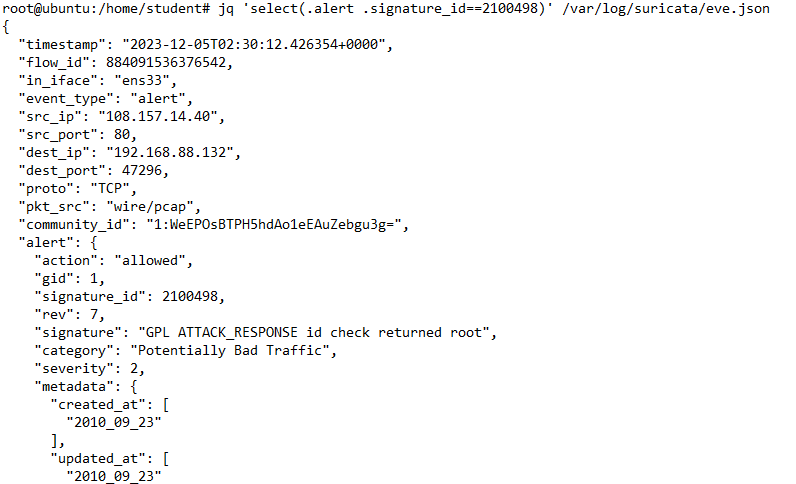 root@ubuntu:/home/student# jq 'select(.alert .signature_id==2100498)' /var/log/suricata/eve.json
{
  "timestamp": "2023-12-05T02:30:12.426354+0000",
  "flow_id": 884091536376542,
  "in_iface": "ens33",
  "event_type": "alert",
  "src_ip": "108.157.14.40",
  "src_port": 80,
  "dest_ip": "192.168.88.132",
  "dest_port": 47296,
  "proto": "TCP",
  "pkt_src": "wire/pcap",
  "community_id": "1:WeEPOsBTPH5hdAo1eEAuZebgu3g=",
  "alert": {
    "action": "allowed",
    "gid": 1,
    "signature_id": 2100498,
    "rev": 7,
    "signature": "GPL ATTACK_RESPONSE id check returned root",
    "category": "Potentially Bad Traffic",
    "severity": 2,
    "metadata": {
      "created_at": [
        "2010_09_23"
      ],
      "updated_at": [
        "2010_09_23"